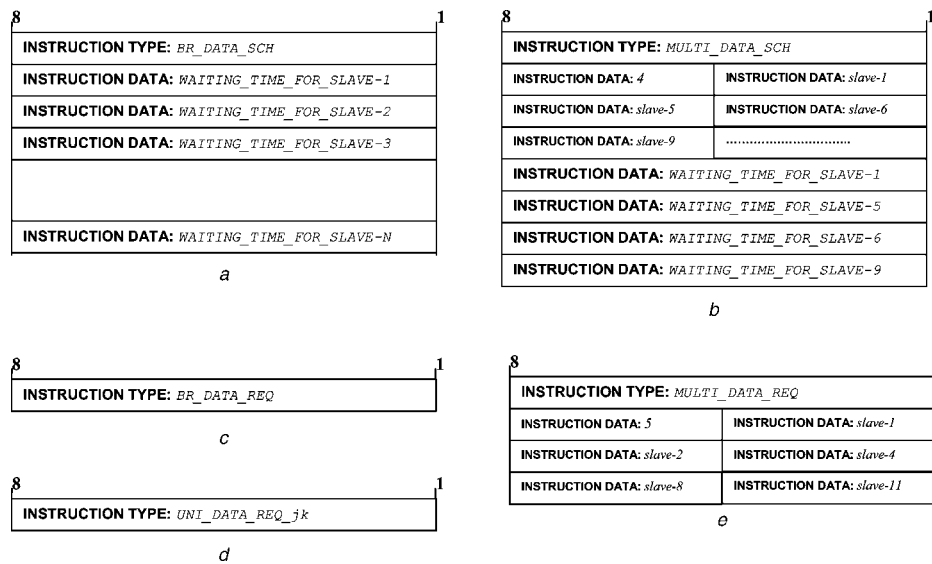 8 1
INSTRUCTION TYPE: BR_DATA_SCH
INSTRUCTION DATA: WAITING_TIME_FOR_SLAVE-1
INSTRUCTION DATA: WAITING_TIME_FOR_SLAVE-2
INSTRUCTION DATA: WAITING_TIME_FOR_SLAVE-3
INSTRUCTION DATA: WAITING_TIME_FOR_SLAVE-N
a
8 1
INSTRUCTION TYPE: MULTI_DATA_SCH
INSTRUCTION DATA: 4 INSTRUCTION DATA: slave-1
INSTRUCTION DATA: slave-5 INSTRUCTION DATA: slave-6
INSTRUCTION DATA: slave-9 ................................
INSTRUCTION DATA: WAITING_TIME_FOR_SLAVE-1
INSTRUCTION DATA: WAITING_TIME_FOR_SLAVE-5
INSTRUCTION DATA: WAITING_TIME_FOR_SLAVE-6
INSTRUCTION DATA: WAITING_TIME_FOR_SLAVE-9
b
8 1
INSTRUCTION TYPE: BR_DATA_REQ
c
8 1
INSTRUCTION TYPE: UNI_DATA_REQ_jk
d
8
INSTRUCTION TYPE: MULTI_DATA_REQ
INSTRUCTION DATA: 5 INSTRUCTION DATA: slave-1
INSTRUCTION DATA: slave-2 INSTRUCTION DATA: slave-4
INSTRUCTION DATA: slave-8 INSTRUCTION DATA: slave-11
e